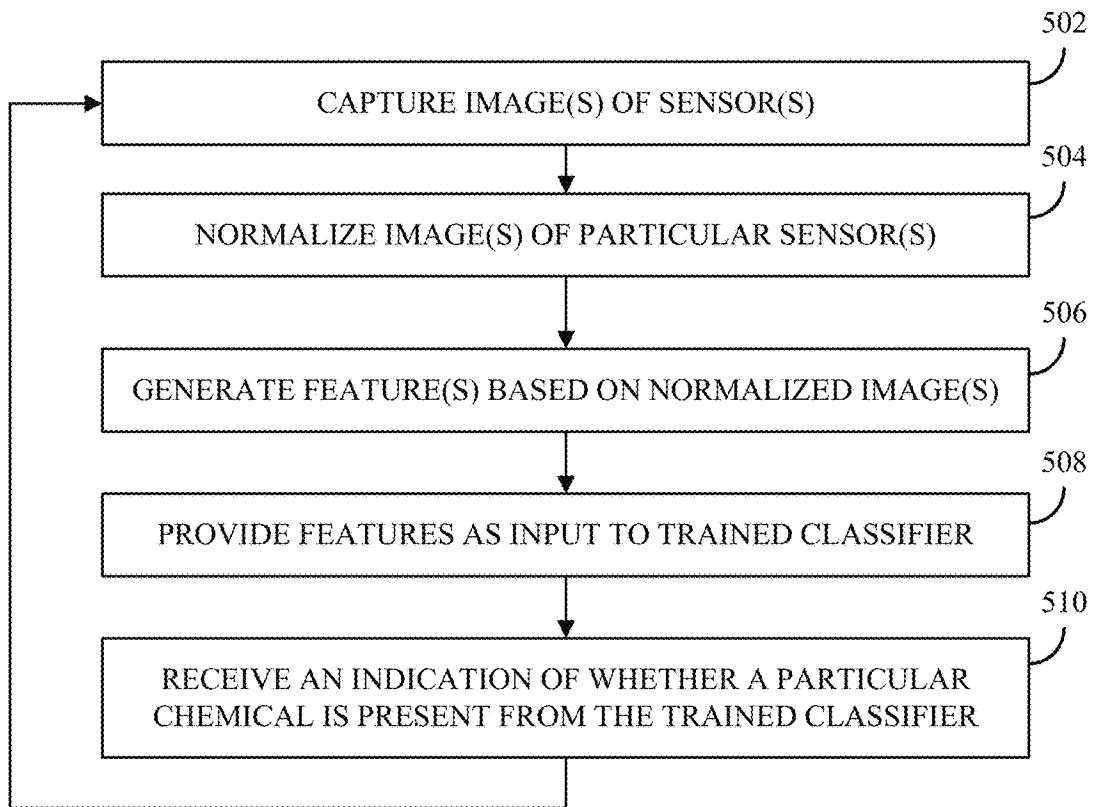 502
CAPTURE IMAGE(S) OF SENSOR(S)
504
NORMALIZE IMAGE(S) OF PARTICULAR SENSOR(S)
506
GENERATE FEATURE(S) BASED ON NORMALIZED IMAGE(S)
508
PROVIDE FEATURES AS INPUT TO TRAINED CLASSIFIER
510
RECEIVE AN INDICATION OF WHETHER A PARTICULAR
CHEMICAL IS PRESENT FROM THE TRAINED CLASSIFIER